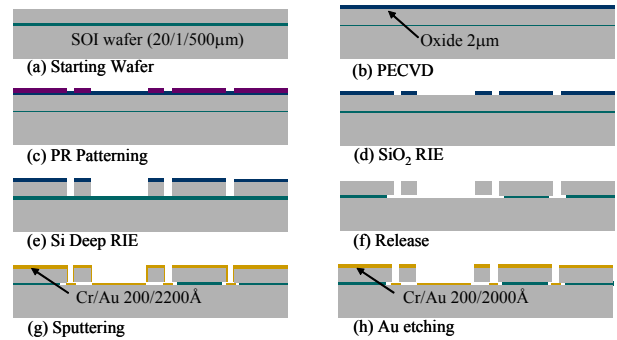 SOI wafer (20/1/500μm)
(a) Starting Wafer
Oxide 2μm
(b) PECVD
(c) PR Patterning
(d) SiO₂ RIE
(e) Si Deep RIE
(f) Release
Cr/Au 200/2200Å
(g) Sputtering
Cr/Au 200/2000Å
(h) Au etching